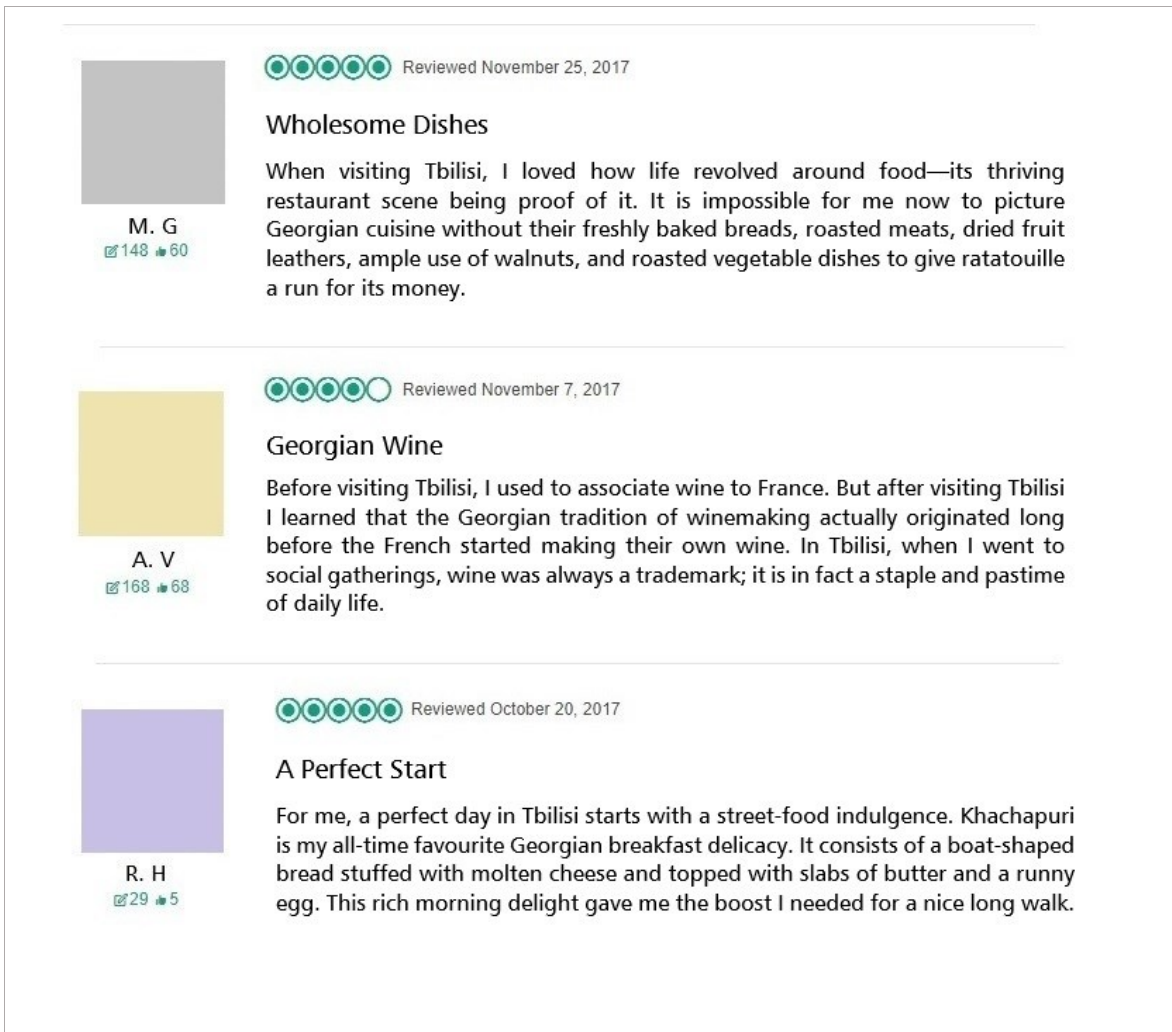 Reviewed November 25, 2017
Wholesome Dishes
When visiting Tbilisi, I loved how life revolved around food—its thriving
restaurant scene being proof of it. It is impossible for me now to picture
Georgian cuisine without their freshly baked breads, roasted meats, dried fruit
leathers, ample use of walnuts, and roasted vegetable dishes to give ratatouille
a run for its money.
M. G
148 60
Reviewed November 7, 2017
Georgian Wine
Before visiting Tbilisi, I used to associate wine to France. But after visiting Tbilisi
I learned that the Georgian tradition of winemaking actually originated long
before the French started making their own wine. In Tbilisi, when I went to
social gatherings, wine was always a trademark; it is in fact a staple and pastime
of daily life.
A. V
168 68
Reviewed October 20, 2017
A Perfect Start
For me, a perfect day in Tbilisi starts with a street-food indulgence. Khachapuri
is my all-time favourite Georgian breakfast delicacy. It consists of a boat-shaped
bread stuffed with molten cheese and topped with slabs of butter and a runny
egg. This rich morning delight gave me the boost I needed for a nice long walk.
R. H
29 5